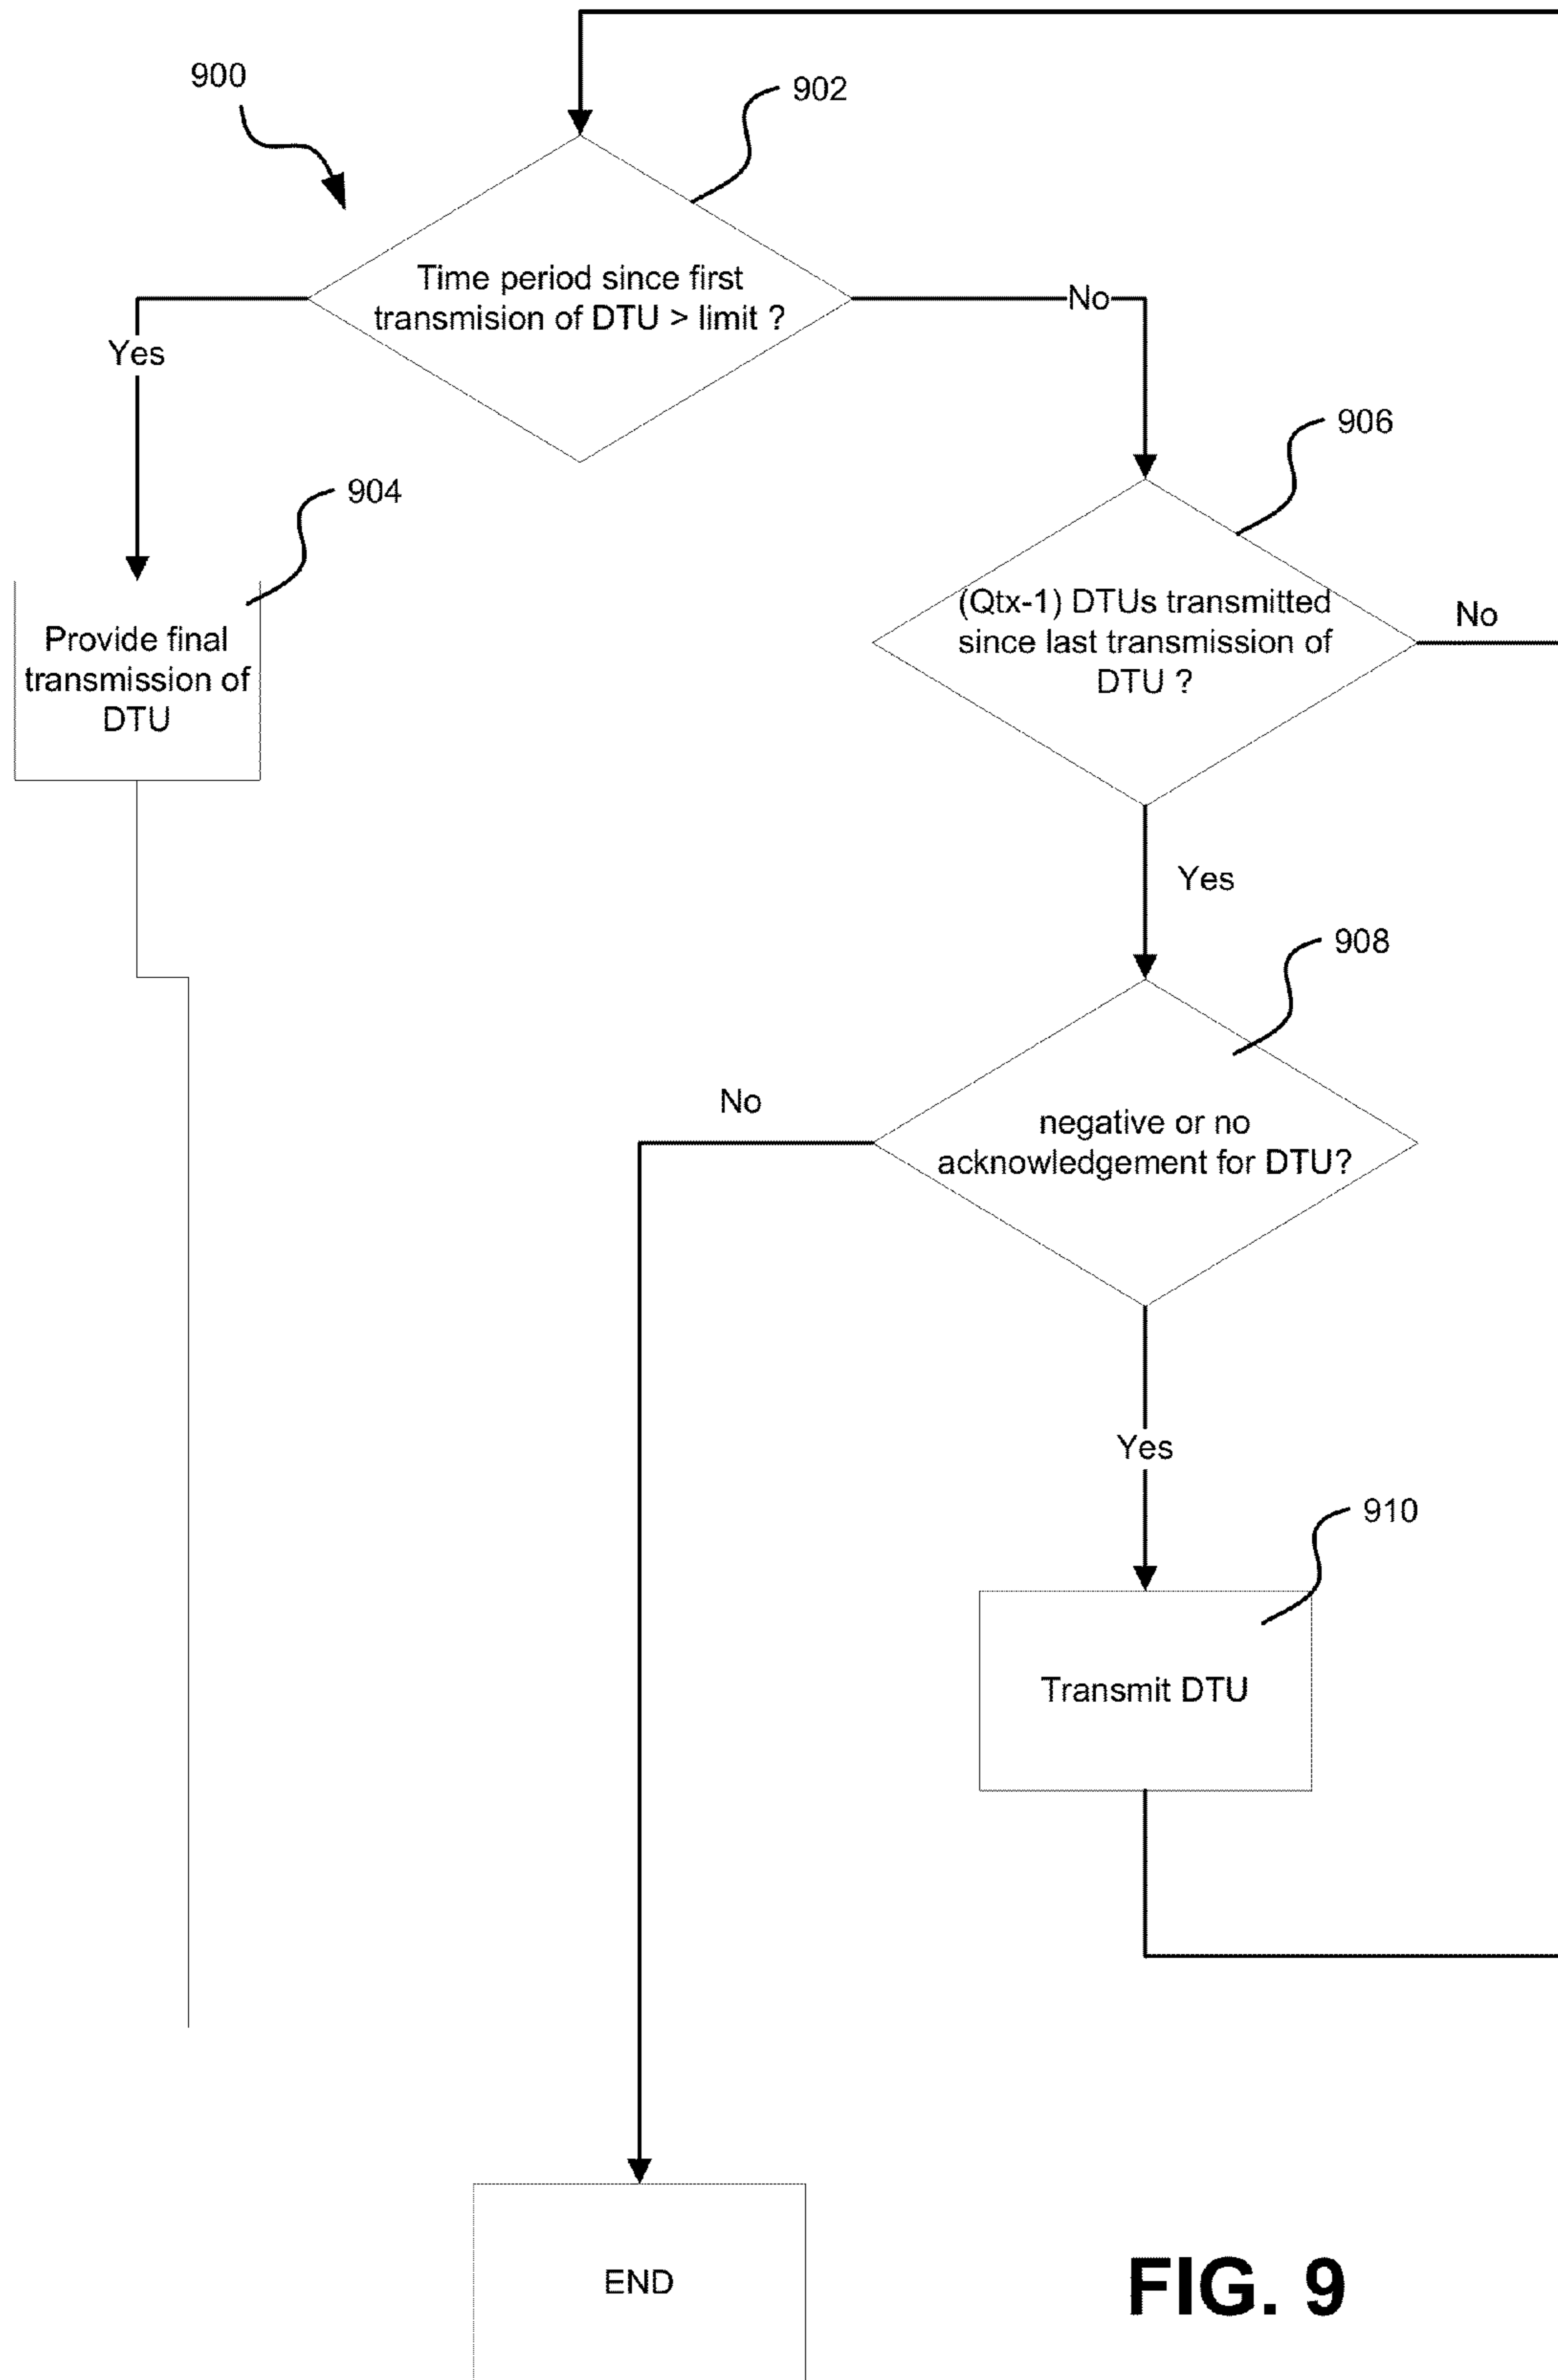 900
902
Time period since first
transmision of DTU > limit ?
Yes
No
904
906
Provide final
transmission of
DTU
(Qtx-1) DTUs transmitted
since last transmission of
DTU ?
No
Yes
908
No
negative or no
acknowledgement for DTU?
Yes
910
Transmit DTU
END
FIG. 9